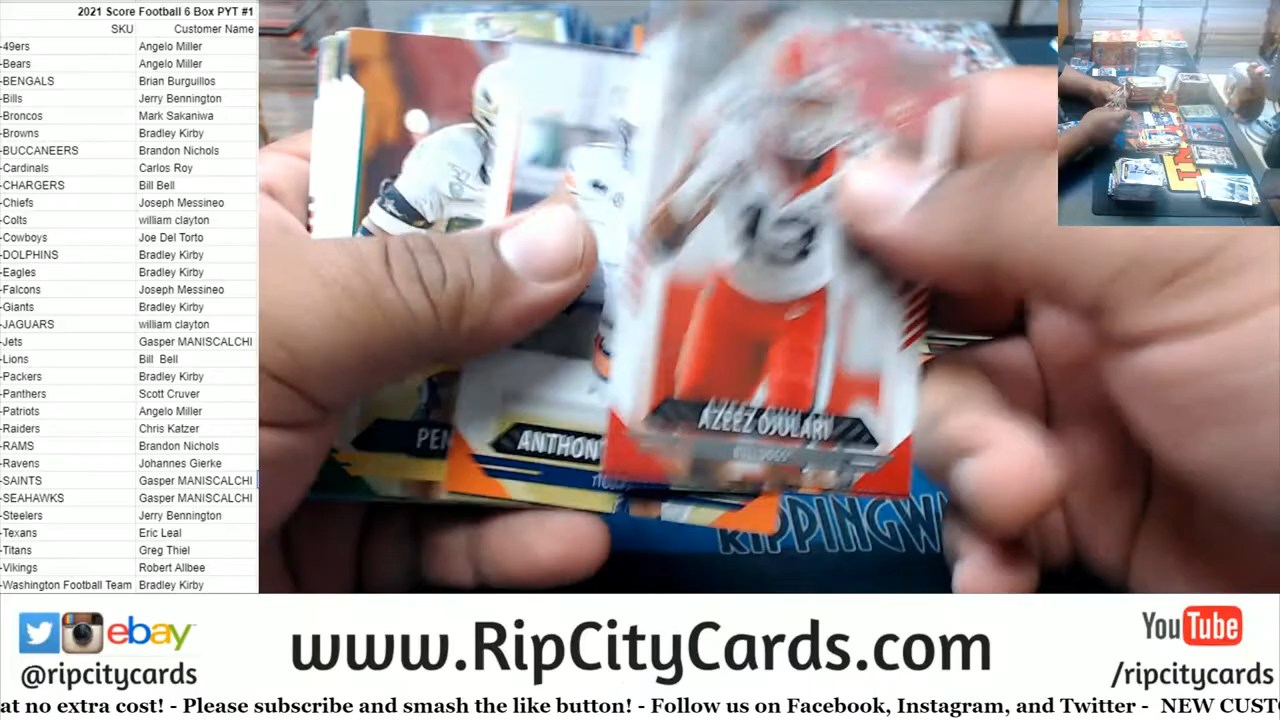 2021 Score Football 6 Box PYT #1
SKU Customer Name
-49ers Angelo Miller
-Bears Angelo Miller
-BENGALS Brian Burguillos
-Bills Jerry Bennington
-Broncos Mark Sakaniwa
-Browns Bradley Kirby
-BUCCANEERS Brandon Nichols
-Cardinals Carlos Roy
-CHARGERS Bill Bell
-Chiefs Joseph Messineo
-Colts william clayton
-Cowboys Joe Del Torto
-DOLPHINS Bradley Kirby
-Eagles Bradley Kirby
-Falcons Joseph Messineo
-Giants Bradley Kirby
-JAGUARS william clayton
-Jets Gasper MANISCALCHI
-Lions Bill Bell
-Packers Bradley Kirby
-Panthers Scott Cruver
-Patriots Angelo Miller
-Raiders Chris Katzer
-RAMS Brandon Nichols
-Ravens Johannes Gierke
-SAINTS Gasper MANISCALCHI
-SEAHAWKS Gasper MANISCALCHI
-Steelers Jerry Bennington
-Texans Eric Leal
-Titans Greg Thiel
-Vikings Robert Allbee
-Washington Football Team Bradley Kirby
13
AZEEZ OJULARI
BULLDOGS
PEN
ANTHON
TIGE
RIPPINGW
ebay
@ripcitycards
www.RipCityCards.com
YouTube
/ripcitycards
at no extra cost! - Please subscribe and smash the like button! - Follow us on Facebook, Instagram, and Twitter - NEW CUST